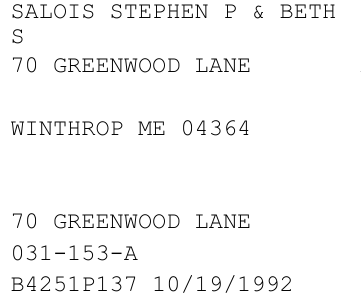 SALOIS STEPHEN P & BETH
S
70 GREENWOOD LANE
WINTHROP ME 04364
70 GREENWOOD LANE
031-153-A
B4251P137 10/19/1992